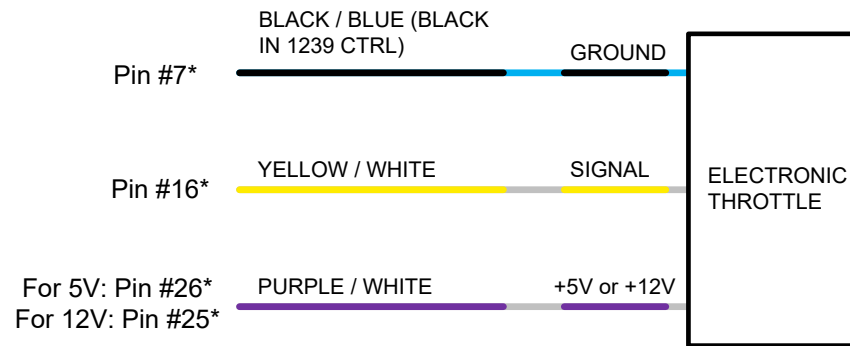 BLACK / BLUE (BLACK
IN 1239 CTRL)
GROUND
Pin #7*
YELLOW / WHITE
SIGNAL
Pin #16*
ELECTRONIC
THROTTLE
For 5V: Pin #26*
PURPLE / WHITE
+5V or +12V
For 12V: Pin #25*